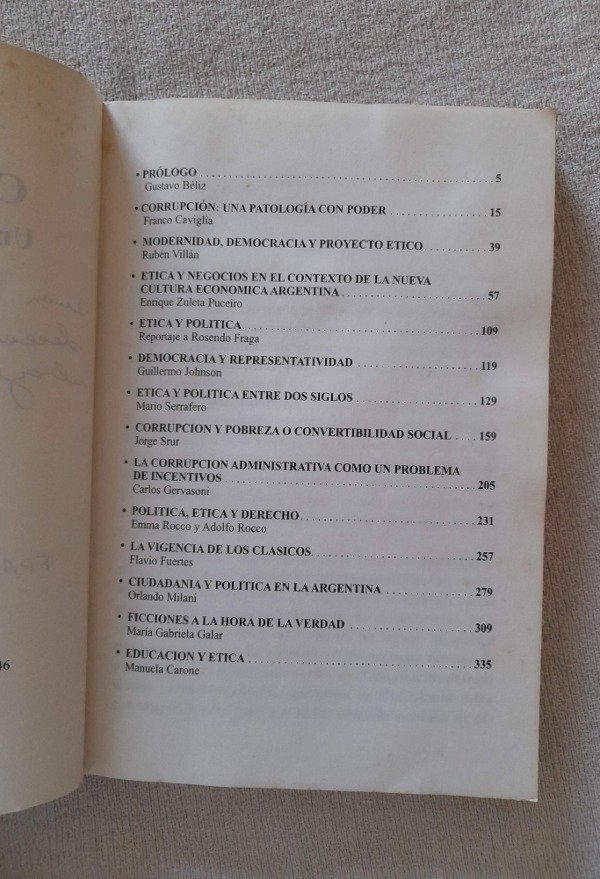 • PRÓLOGO 5
Gustavo Béliz
• CORRUPCIÓN: UNA PATOLOGÍA CON PODER 15
Franco Caviglia
• MODERNIDAD, DEMOCRACIA Y PROYECTO ETICO 39
Rubén Villán
• ETICA Y NEGOCIOS EN EL CONTEXTO DE LA NUEVA
CULTURA ECONOMICA ARGENTINA 57
Enrique Zuleta Puceiro
• ETICA Y POLITICA 109
Reportaje a Rosendo Fraga
• DEMOCRACIA Y REPRESENTATIVIDAD 119
Guillermo Johnson
• ETICA Y POLITICA ENTRE DOS SIGLOS 129
Mario Serrafero
• CORRUPCION Y POBREZA O CONVERTIBILIDAD SOCIAL 159
Jorge Srur
• LA CORRUPCION ADMINISTRATIVA COMO UN PROBLEMA
DE INCENTIVOS 205
Carlos Gervasoni
• POLITICA, ETICA Y DERECHO 231
Emma Rocco y Adolfo Rocco
• LA VIGENCIA DE LOS CLASICOS 257
Flavio Fuertes
• CIUDADANIA Y POLITICA EN LA ARGENTINA 279
Orlando Milani
• FICCIONES A LA HORA DE LA VERDAD 309
María Gabriela Galar
• EDUCACION Y ETICA 335
Manuela Carone
46